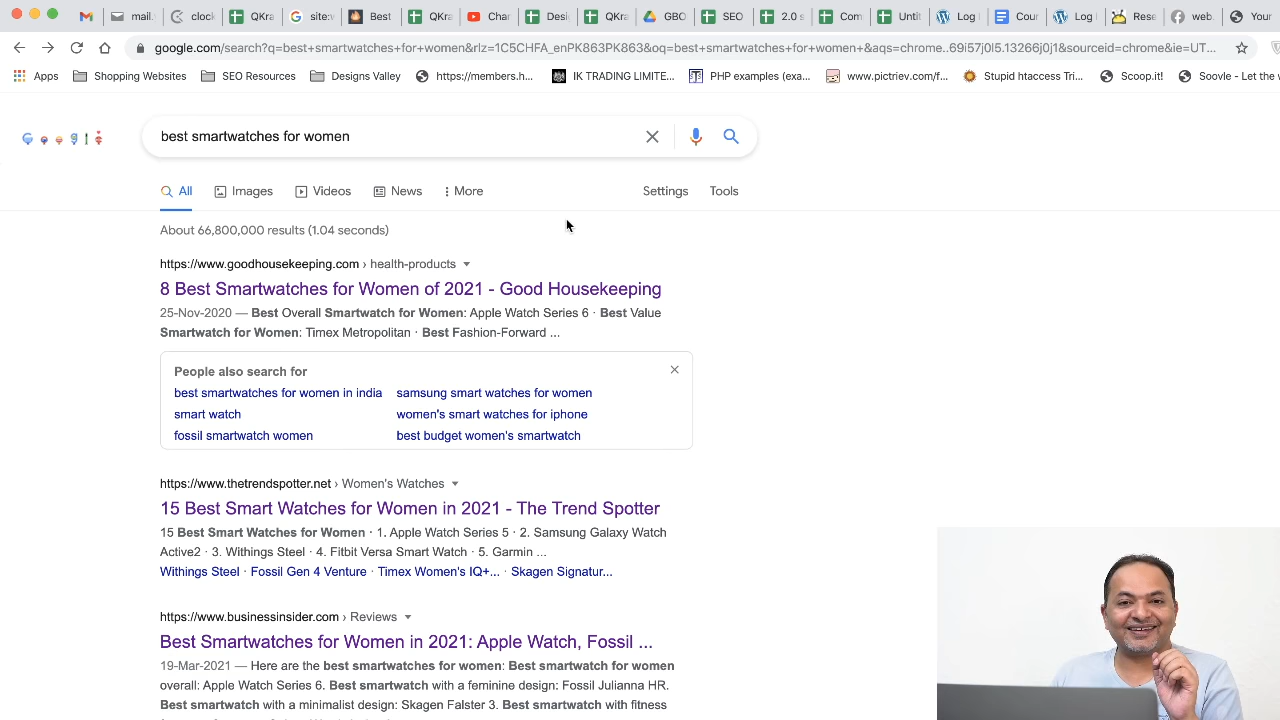 mail. clock QKra site:v Best QKra Char Desi QKra GBO SEO 2.0 s Com Untit Log Cour Log Rese web. Your
google.com/search?q=best+smartwatches+for+women&rlz=1C5CHFA_enPK863PK863&oq=best+smartwatches+for+women+&aqs=chrome..69i57j0l5.13266j0j1&sourceid=chrome&ie=UT...
Apps Shopping Websites SEO Resources Designs Valley https://members.h... IK TRADING LIMITE... PHP examples (exa... www.pictriev.com/f... Stupid htaccess Tri... Scoop.it! Soovle - Let the w
best smartwatches for women
All Images Videos News More Settings Tools
About 66,800,000 results (1.04 seconds)
https://www.goodhousekeeping.com › health-products
8 Best Smartwatches for Women of 2021 - Good Housekeeping
25-Nov-2020 — Best Overall Smartwatch for Women: Apple Watch Series 6 · Best Value
Smartwatch for Women: Timex Metropolitan · Best Fashion-Forward ...
People also search for
best smartwatches for women in india samsung smart watches for women
smart watch women's smart watches for iphone
fossil smartwatch women best budget women's smartwatch
https://www.thetrendspotter.net › Women's Watches
15 Best Smart Watches for Women in 2021 - The Trend Spotter
15 Best Smart Watches for Women · 1. Apple Watch Series 5 · 2. Samsung Galaxy Watch
Active2 · 3. Withings Steel · 4. Fitbit Versa Smart Watch · 5. Garmin ...
Withings Steel · Fossil Gen 4 Venture · Timex Women's IQ+... · Skagen Signatur...
https://www.businessinsider.com › Reviews
Best Smartwatches for Women in 2021: Apple Watch, Fossil ...
19-Mar-2021 — Here are the best smartwatches for women: Best smartwatch for women
overall: Apple Watch Series 6. Best smartwatch with a feminine design: Fossil Julianna HR.
Best smartwatch with a minimalist design: Skagen Falster 3. Best smartwatch with fitness